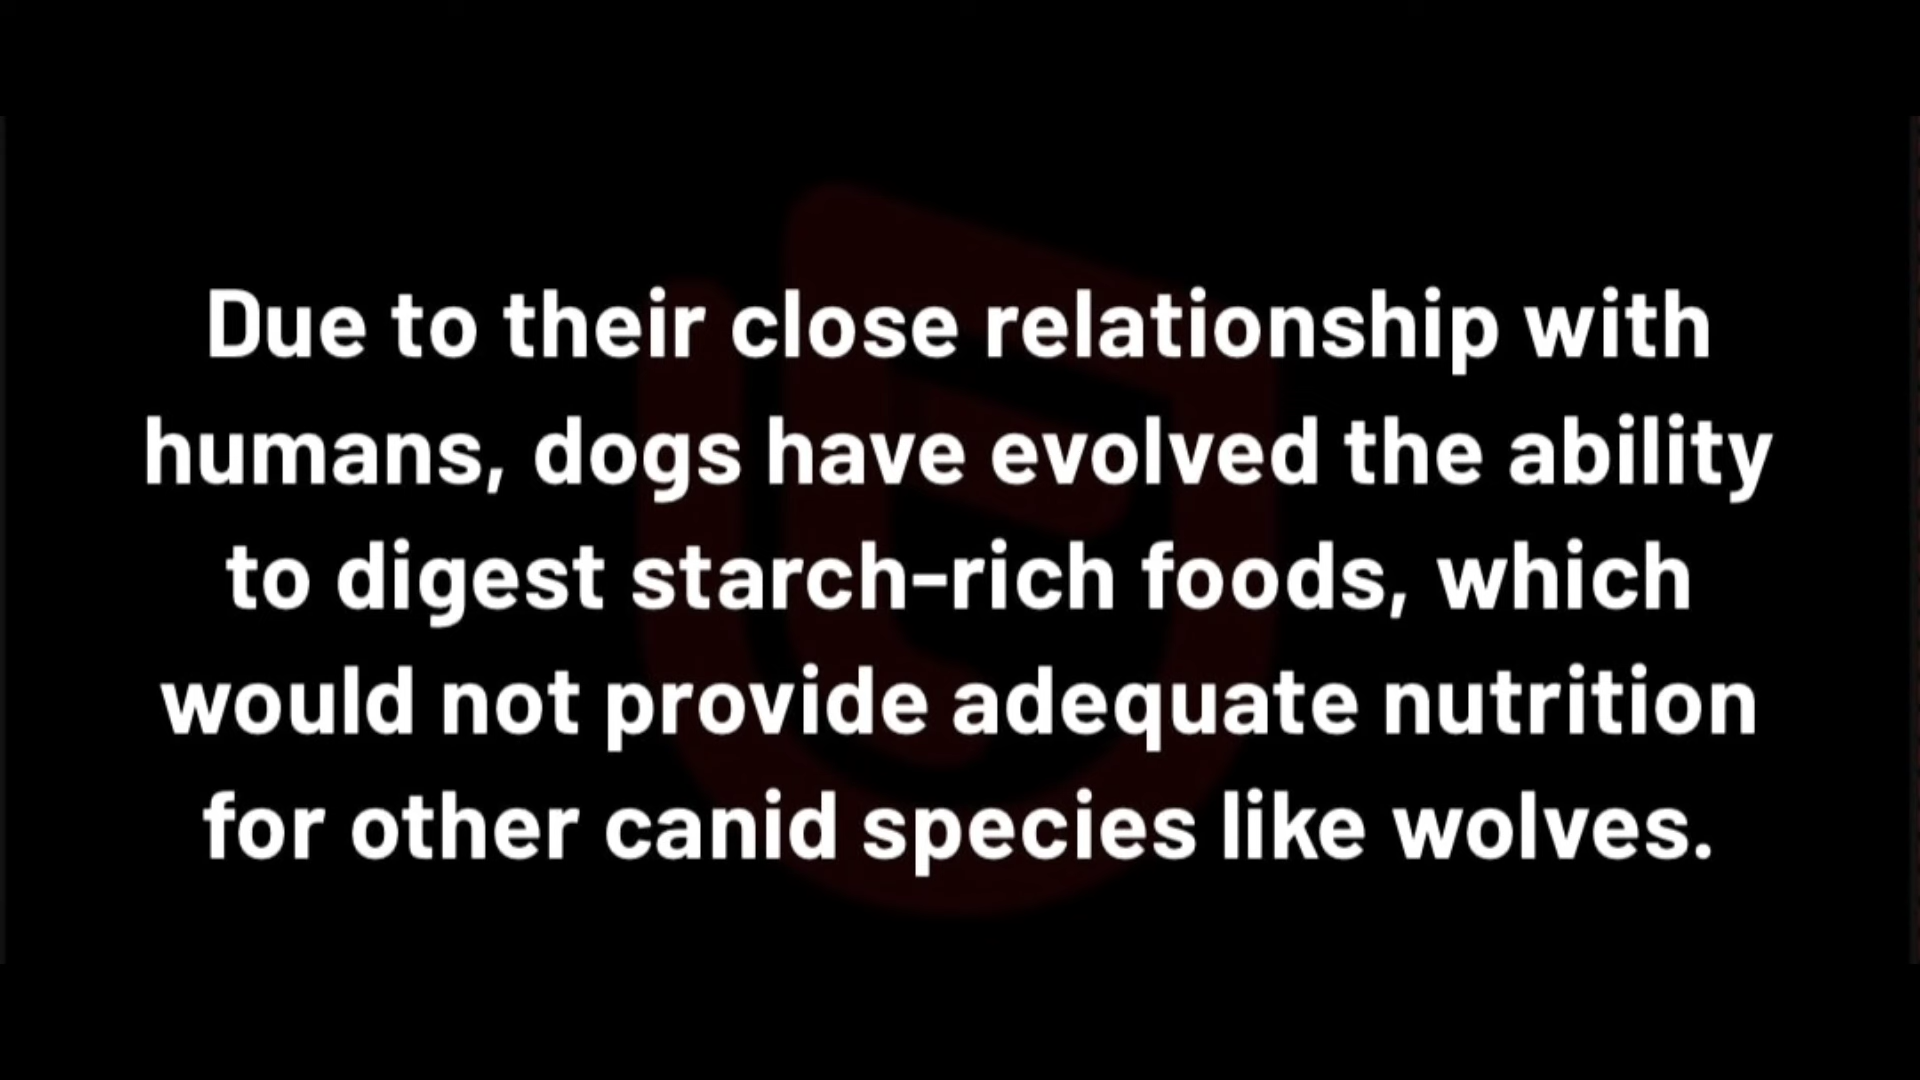 Due to their close relationship with
humans, dogs have evolved the ability
to digest starch-rich foods, which
would not provide adequate nutrition
for other canid species like wolves.